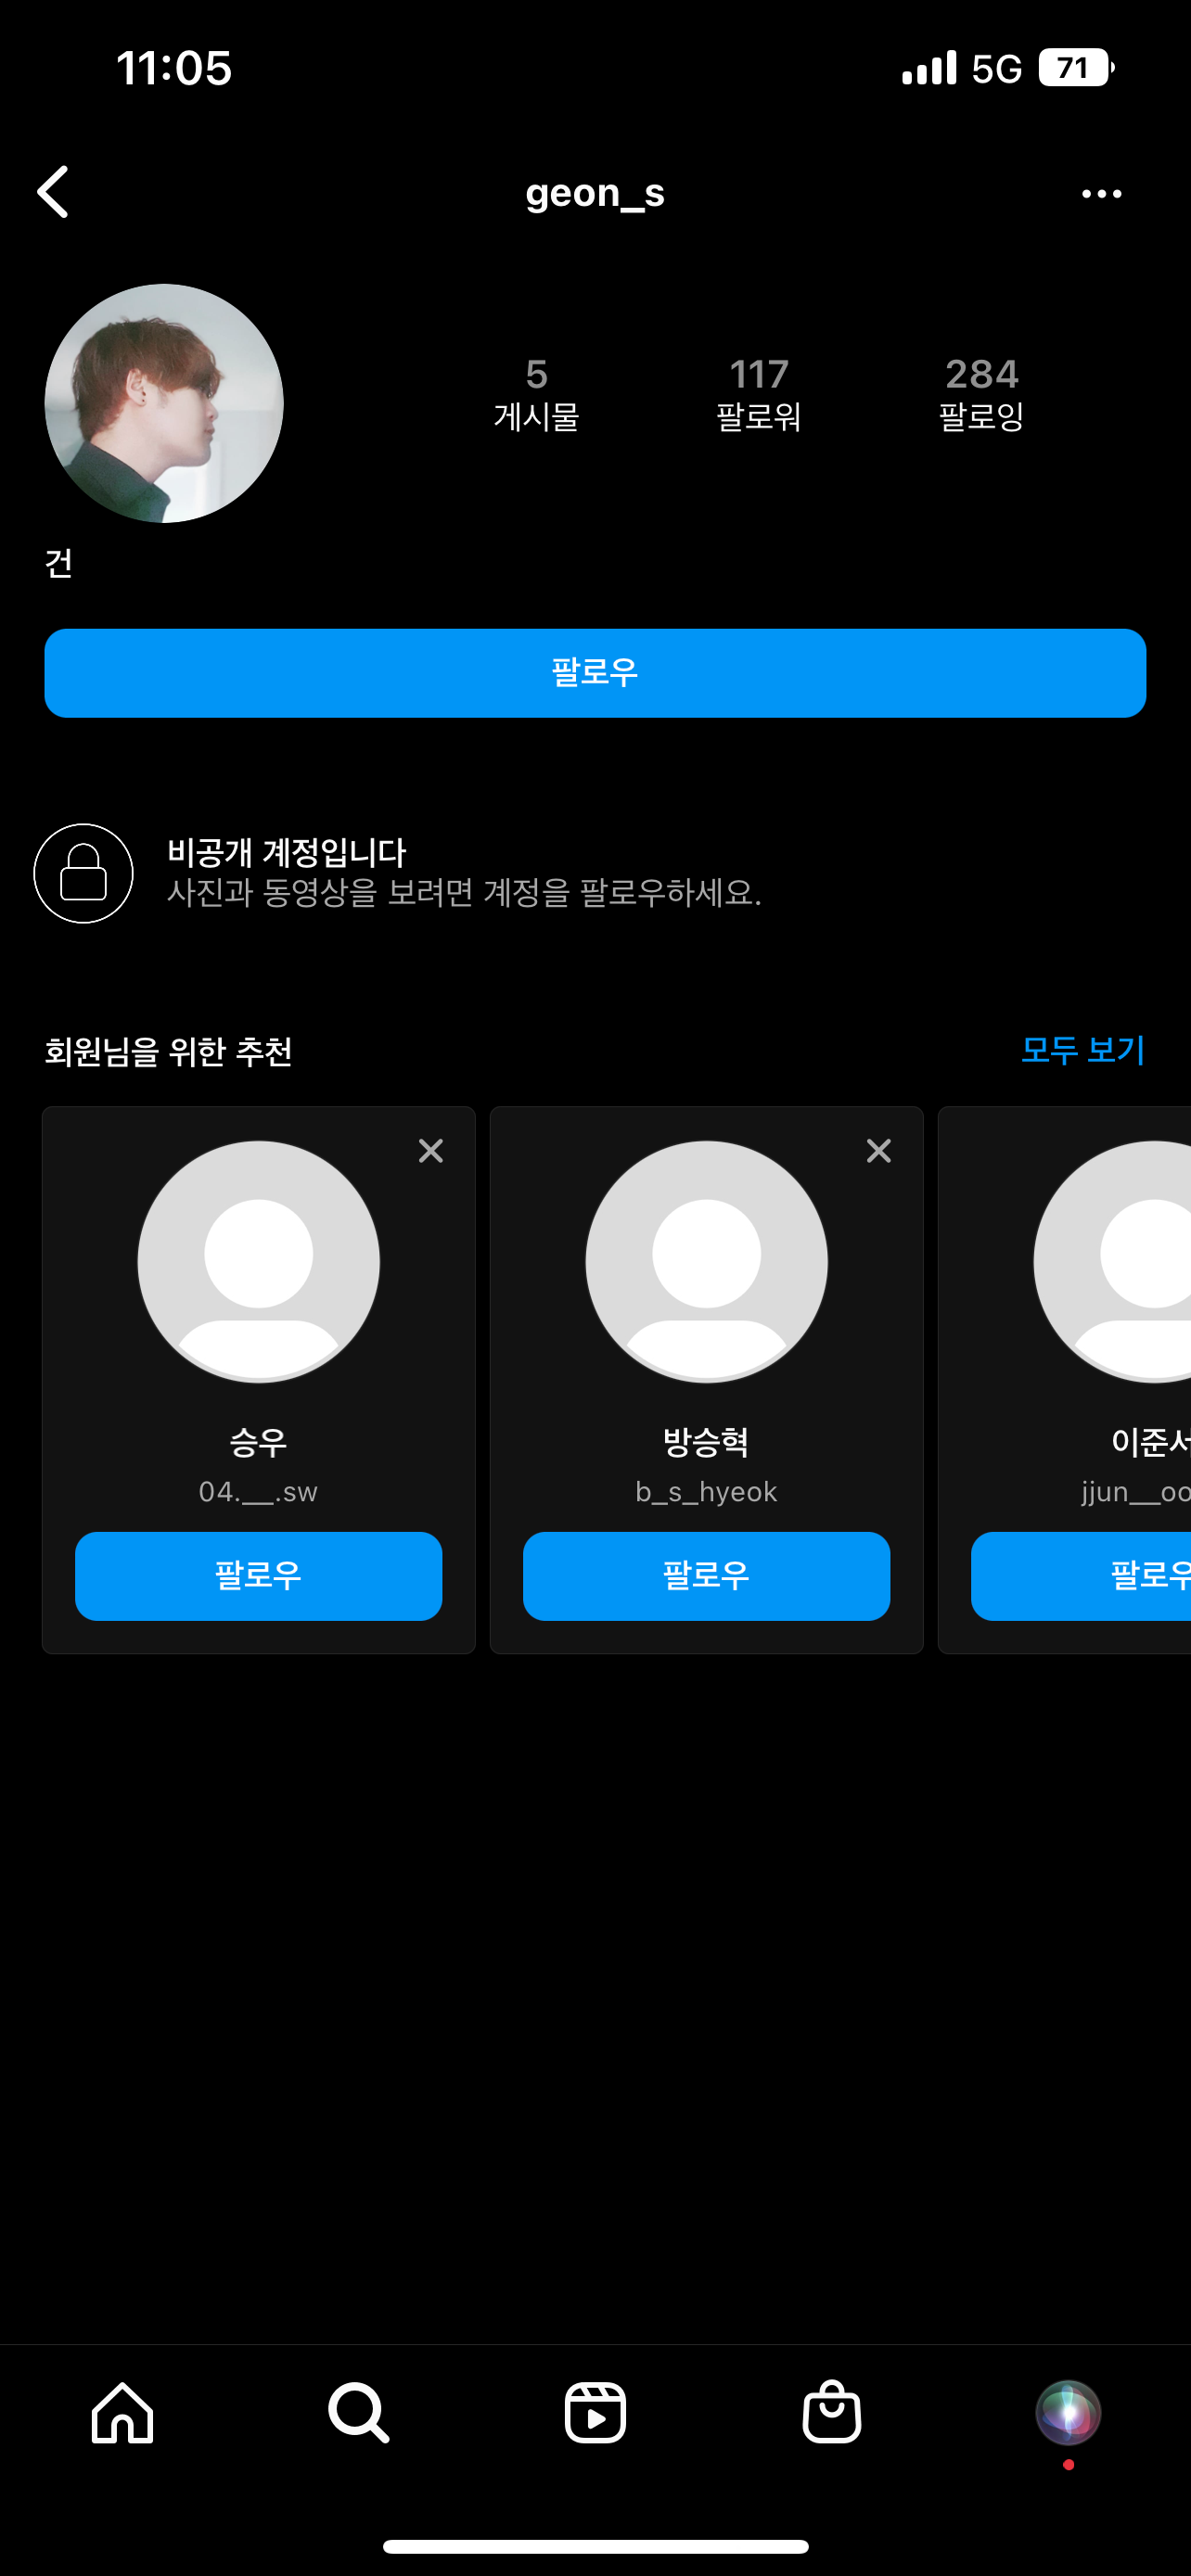 11:05 5G 71
geon_s
5 117 284
게시물 팔로워 팔로잉
건
팔로우
비공개 계정입니다
사진과 동영상을 보려면 계정을 팔로우하세요.
회원님을 위한 추천 모두 보기
승우 방승혁 이준서
04.__.sw b_s_hyeok jjun__oo
팔로우 팔로우 팔로우